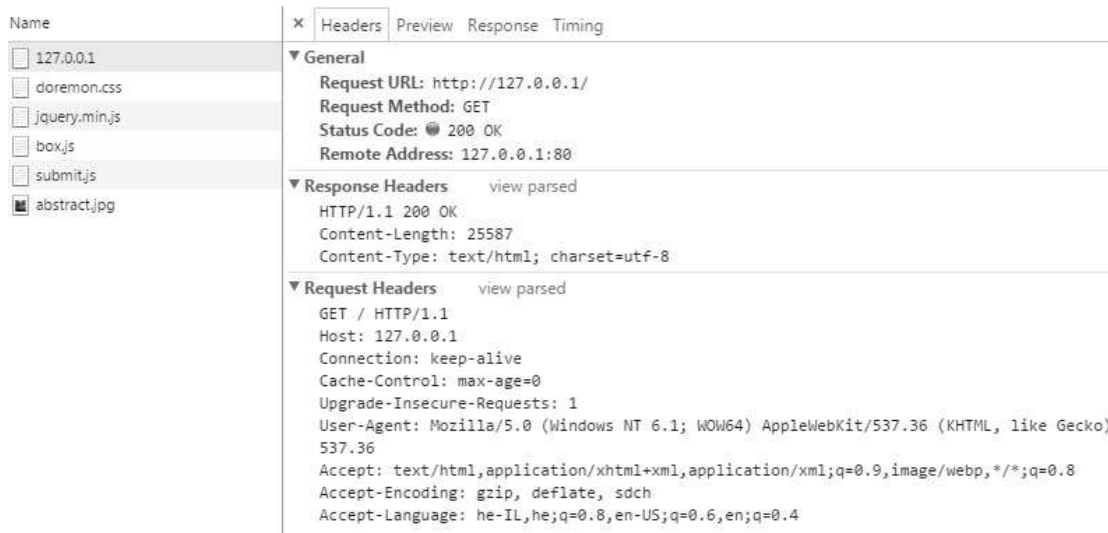 Name
127.0.0.1
doremon.css
jquery.min.js
box.js
submit.js
abstract.jpg
× Headers Preview Response Timing
▼ General
Request URL: http://127.0.0.1/
Request Method: GET
Status Code: 200 OK
Remote Address: 127.0.0.1:80
▼ Response Headers view parsed
HTTP/1.1 200 OK
Content-Length: 25587
Content-Type: text/html; charset=utf-8
▼ Request Headers view parsed
GET / HTTP/1.1
Host: 127.0.0.1
Connection: keep-alive
Cache-Control: max-age=0
Upgrade-Insecure-Requests: 1
User-Agent: Mozilla/5.0 (Windows NT 6.1; WOW64) AppleWebKit/537.36 (KHTML, like Gecko)
537.36
Accept: text/html,application/xhtml+xml,application/xml;q=0.9,image/webp,*/*;q=0.8
Accept-Encoding: gzip, deflate, sdch
Accept-Language: he-IL,he;q=0.8,en-US;q=0.6,en;q=0.4